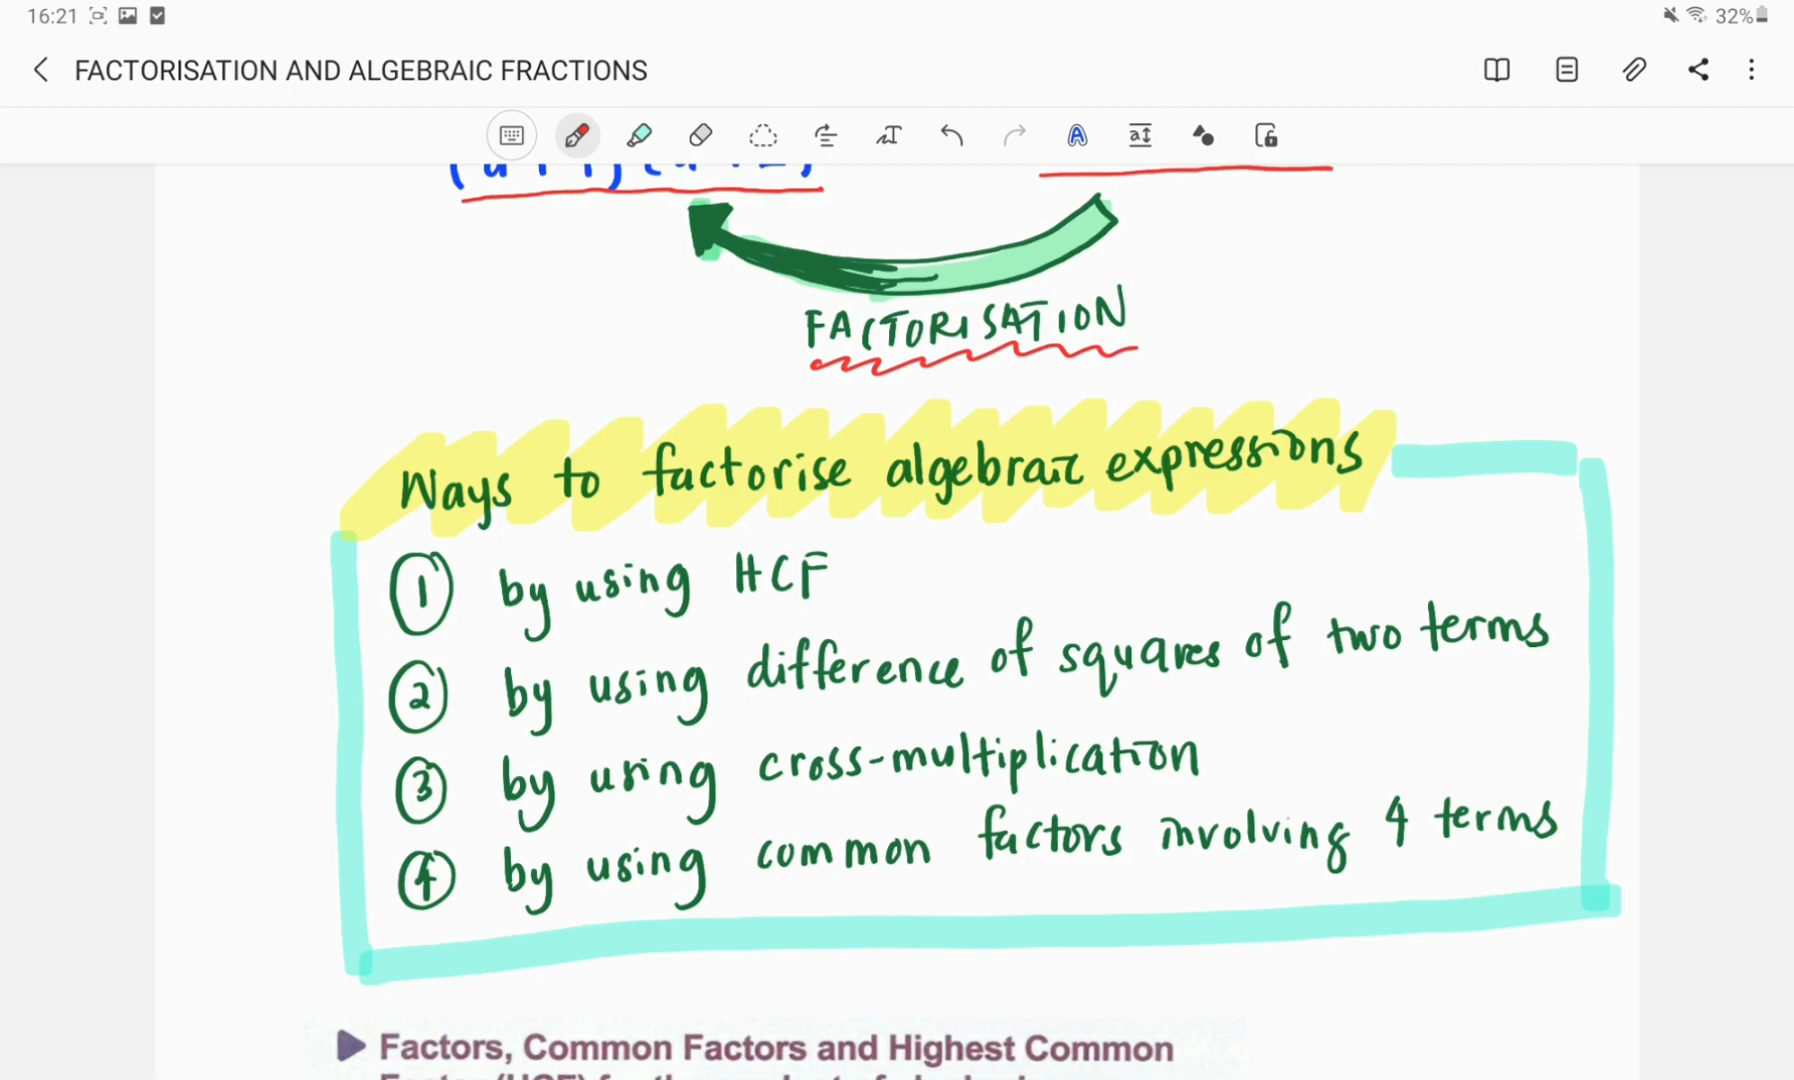 16:21
32%
FACTORISATION AND ALGEBRAIC FRACTIONS
FACTORISATION
Ways to factorise algebraic expressions
① by using HCF
② by using difference of squares of two terms
③ by using cross-multiplication
④ by using common factors involving 4 terms
Factors, Common Factors and Highest Common